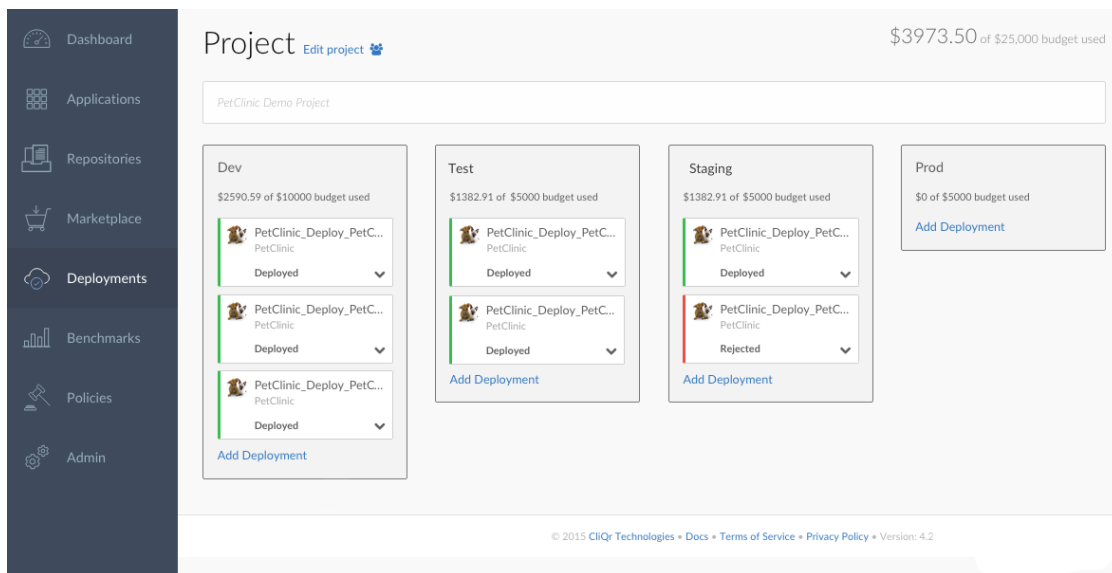 Dashboard
Applications
Repositories
Marketplace
Deployments
Benchmarks
Policies
Admin
Project Edit project
$3973.50 of $25,000 budget used
PetClinic Demo Project
Dev
$2590.59 of $10000 budget used
PetClinic_Deploy_PetC...
PetClinic
Deployed
PetClinic_Deploy_PetC...
PetClinic
Deployed
PetClinic_Deploy_PetC...
PetClinic
Deployed
Add Deployment
Test
$1382.91 of $5000 budget used
PetClinic_Deploy_PetC...
PetClinic
Deployed
PetClinic_Deploy_PetC...
PetClinic
Deployed
Add Deployment
Staging
$1382.91 of $5000 budget used
PetClinic_Deploy_PetC...
PetClinic
Deployed
PetClinic_Deploy_PetC...
PetClinic
Rejected
Add Deployment
Prod
$0 of $5000 budget used
Add Deployment
© 2015 CliQr Technologies • Docs • Terms of Service • Privacy Policy • Version: 4.2